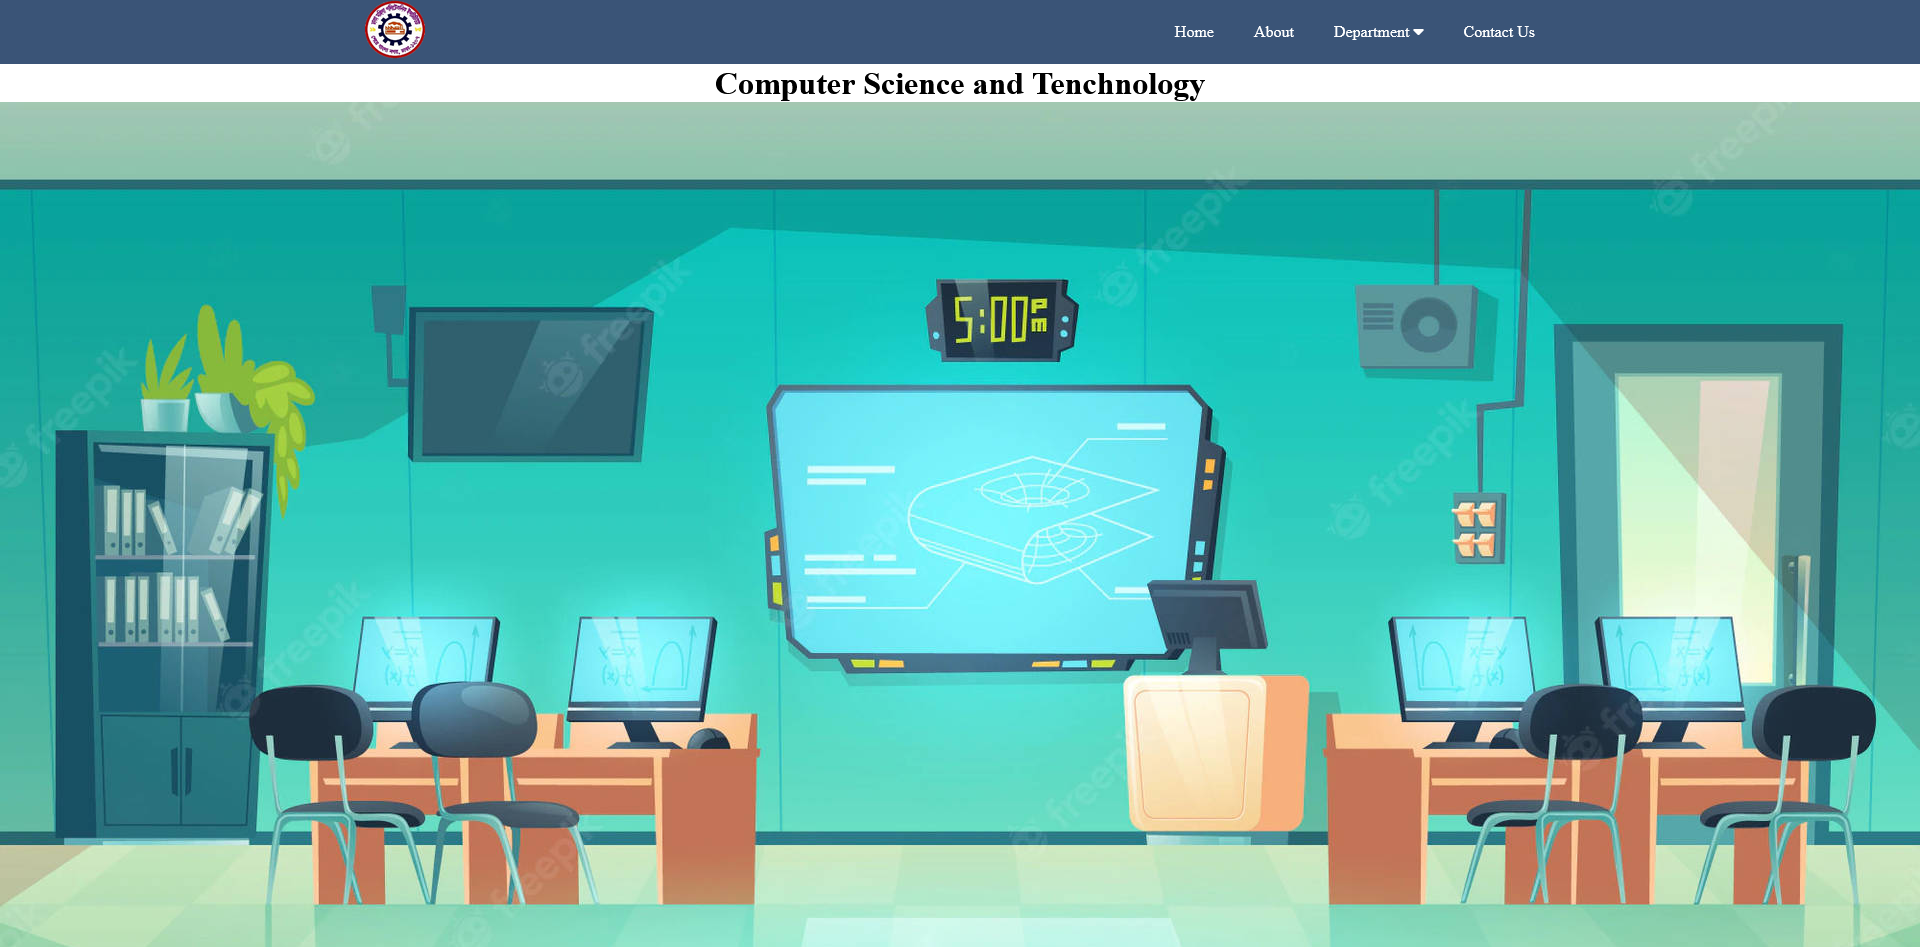 Home
About
Department
Contact Us
Computer Science and Tenchnology
5:00 pm
freepik
freepik
freepik
freepik
freepik
freepik
freepik
freepik
freepik